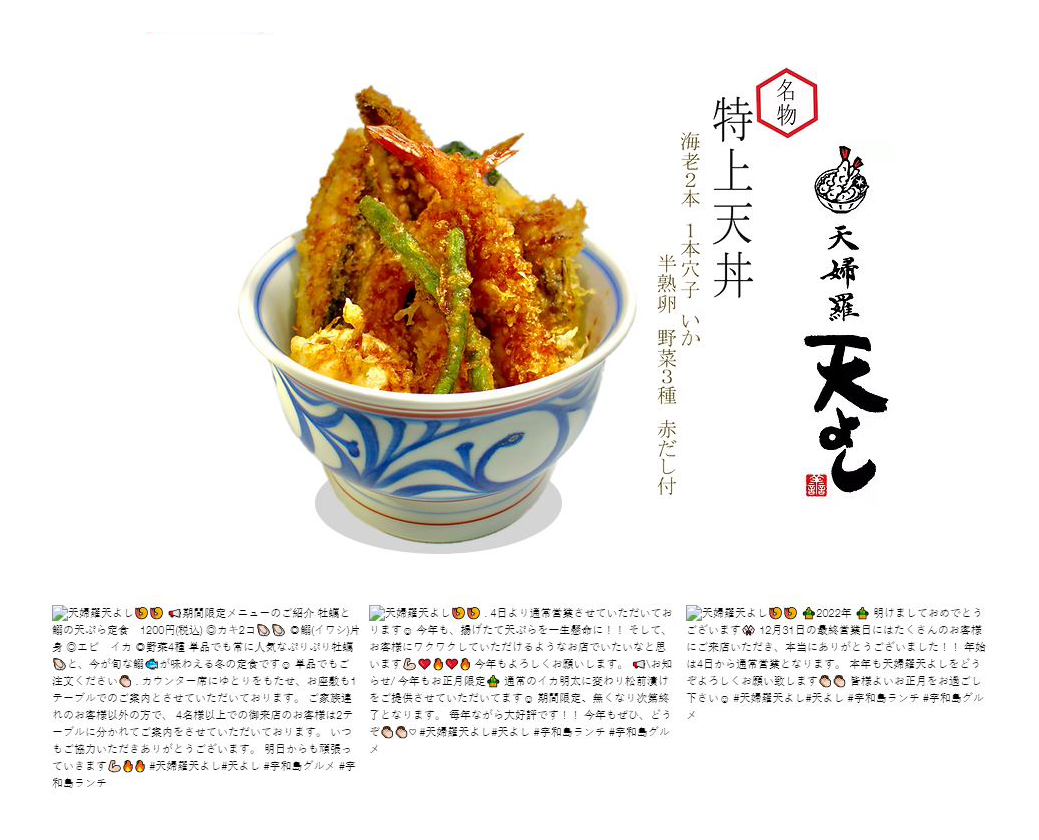 名物
特上天丼
海老2本 1本穴子 いか
半熟卵 野菜3種 赤だし付
天婦羅
天よし
天婦羅天よし🍤🍤 📢期間限定メニューのご紹介 牡蠣と
鰯の天ぷら定食 1200円(税込) ◎カキ2コ🦪🦪 ◎鰯(イワシ)片
身 ◎エビ イカ ◎野菜4種 単品でも常に人気なぷりぷり牡蠣
🦪と、今が旬な鰯🐟が味わえる冬の定食です☺ 単品でもご
注文ください👏 . カウンター席にゆとりをもたせ、お座敷も1
テーブルでのご案内とさせていただいております。 ご家族連
れのお客様以外の方で、 4名様以上での御来店のお客様は2テ
ーブルに分かれてご案内をさせていただいております。 いつ
もご協力いただきありがとうございます。 明日からも頑張っ
ていきます💪🔥🔥 #天婦羅天よし#天よし #宇和島グルメ #宇
和島ランチ
天婦羅天よし🍤🍤 . 4日より通常営業させていただいてお
ります☺ 今年も、揚げたて天ぷらを一生懸命に！！ そして、
お客様にワクワクしていただけるようなお店でいたいなと思
います💪❤🔥❤🔥 今年もよろしくお願いします。 📢\お知
らせ/ 今年もお正月限定🎍 通常のイカ明太に変わり松前漬け
をご提供させていただいてます☺ 期間限定、無くなり次第終
了となります。 毎年ながら大好評です！！ 今年もぜひ、どう
ぞ👏👏♡ #天婦羅天よし#天よし #宇和島ランチ #宇和島グル
メ
天婦羅天よし🍤🍤 🎍2022年 🎍 明けましておめでとう
ございます🎊 12月31日の最終営業日にはたくさんのお客様
にご来店いただき、本当にありがとうございました！！ 年始
は4日から通常営業となります。 本年も天婦羅天よしをどう
ぞよろしくお願い致します👏👏 皆様よいお正月をお過ごし
下さい☺ #天婦羅天よし#天よし #宇和島ランチ #宇和島グル
メ